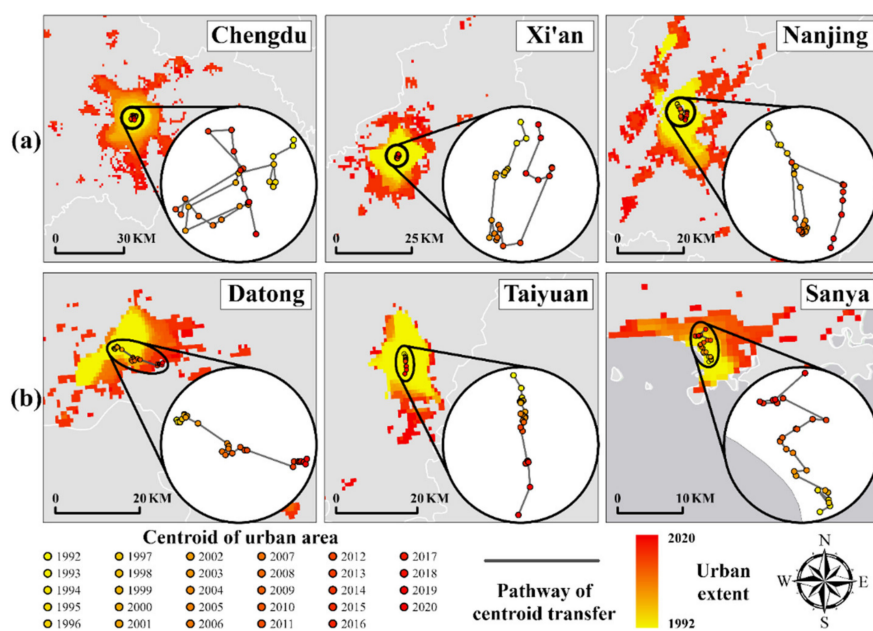 Chengdu
Xi'an
Nanjing
(a)
0 30 KM
0 25 KM
0 20 KM
Datong
Taiyuan
Sanya
(b)
0 20 KM
0 20 KM
0 10 KM
Centroid of urban area
1992 1997 2002 2007 2012 2017
1993 1998 2003 2008 2013 2018
1994 1999 2004 2009 2014 2019
1995 2000 2005 2010 2015 2020
1996 2001 2006 2011 2016
Pathway of
centroid transfer
2020
Urban
extent
1992
N
W E
S